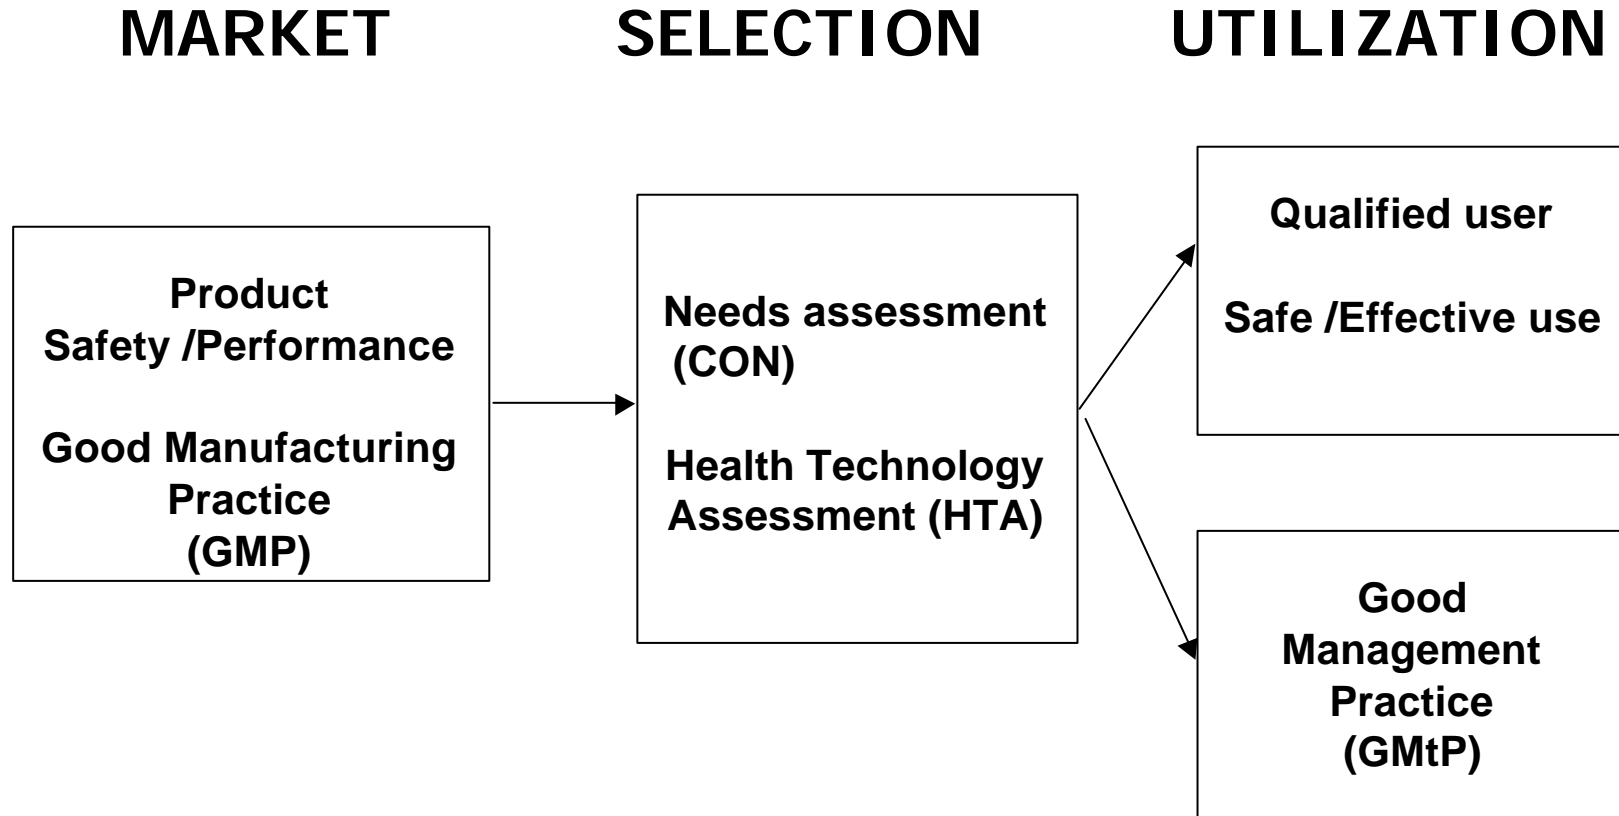 MARKET
SELECTION
UTILIZATION
Product
Safety /Performance
Good Manufacturing
Practice
(GMP)
Needs assessment
(CON)
Health Technology
Assessment (HTA)
Qualified user
Safe /Effective use
Good
Management
Practice
(GMtP)